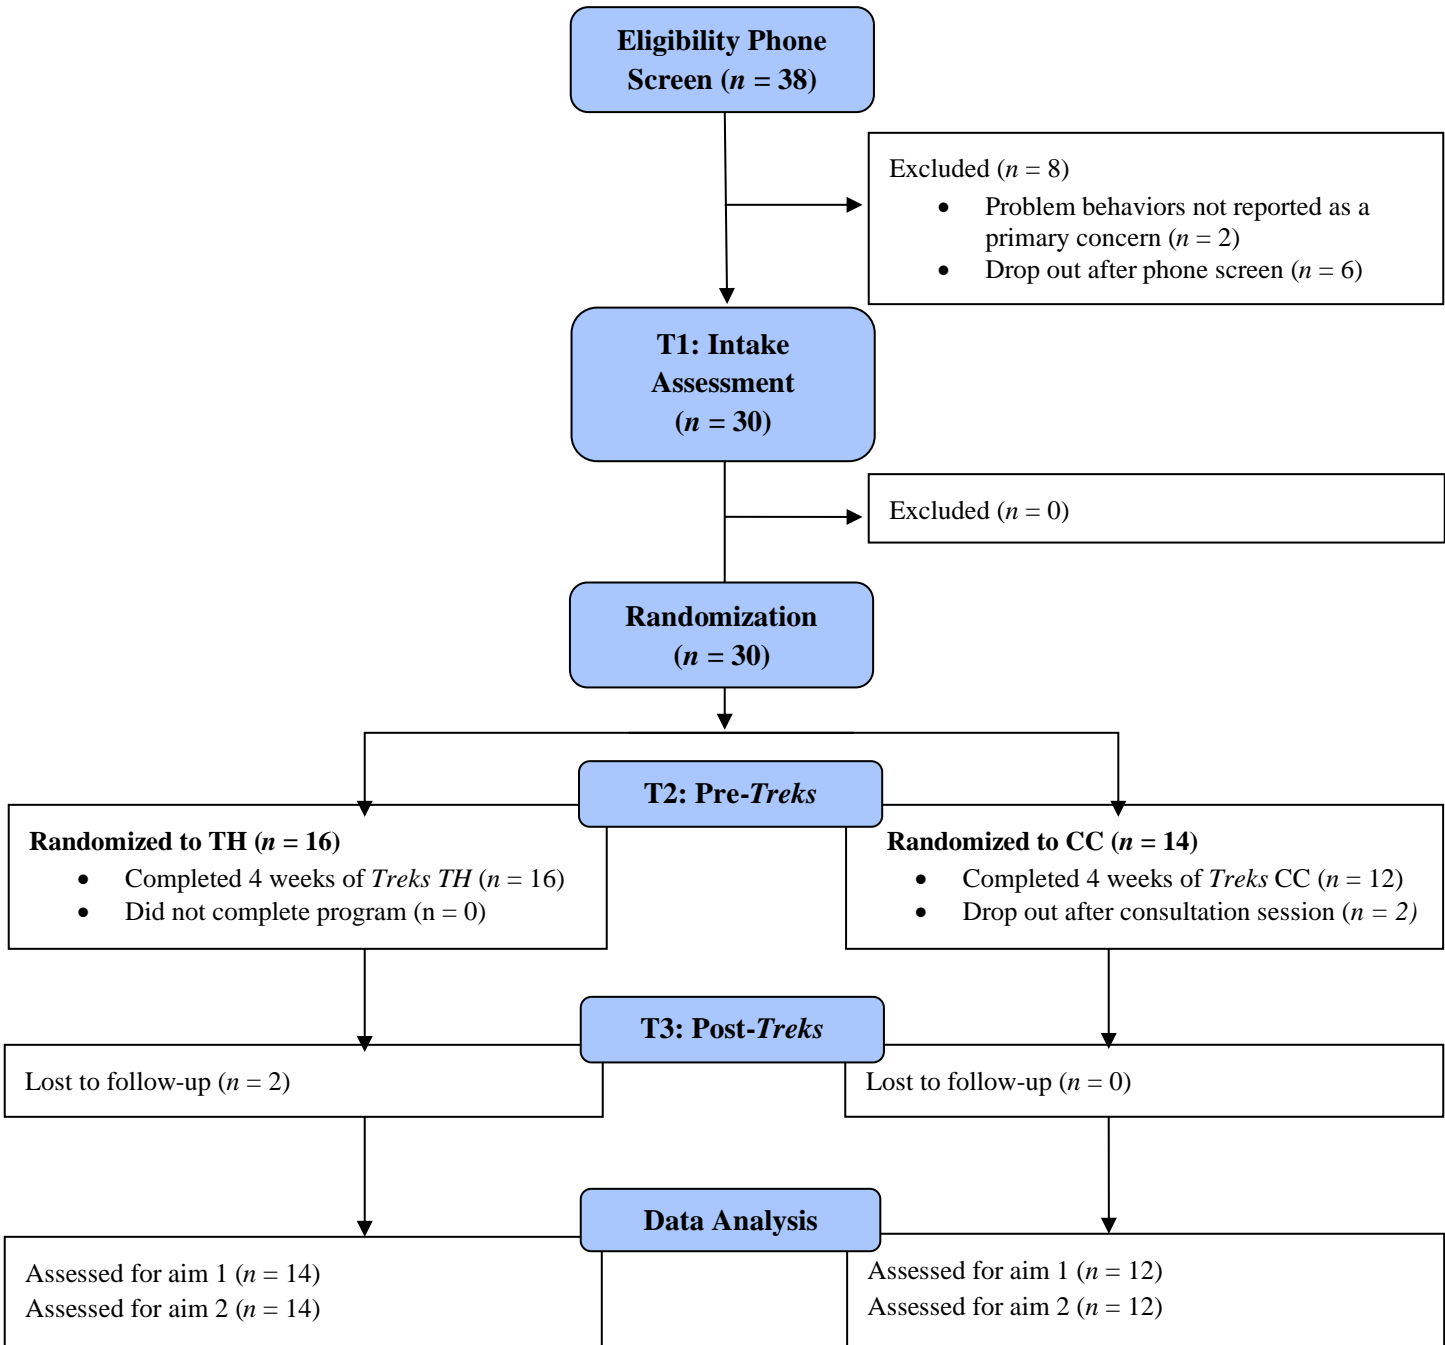 Eligibility Phone
Screen (n = 38)
Excluded (n = 8)
• Problem behaviors not reported as a
primary concern (n = 2)
• Drop out after phone screen (n = 6)
T1: Intake
Assessment
(n = 30)
Excluded (n = 0)
Randomization
(n = 30)
T2: Pre-Treks
Randomized to TH (n = 16)
• Completed 4 weeks of Treks TH (n = 16)
• Did not complete program (n = 0)
Randomized to CC (n = 14)
• Completed 4 weeks of Treks CC (n = 12)
• Drop out after consultation session (n = 2)
T3: Post-Treks
Lost to follow-up (n = 2)
Lost to follow-up (n = 0)
Data Analysis
Assessed for aim 1 (n = 14)
Assessed for aim 2 (n = 14)
Assessed for aim 1 (n = 12)
Assessed for aim 2 (n = 12)